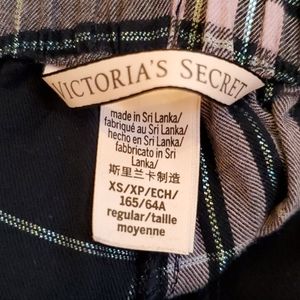 VICTORIA'S SECRET
made in Sri Lanka/
fabriqué au Sri Lanka/
hecho en Sri Lanka/
fabbricato in Sri
Lanka/
斯里兰卡制造
XS/XP/ECH/
165/64A
regular/taille
moyenne